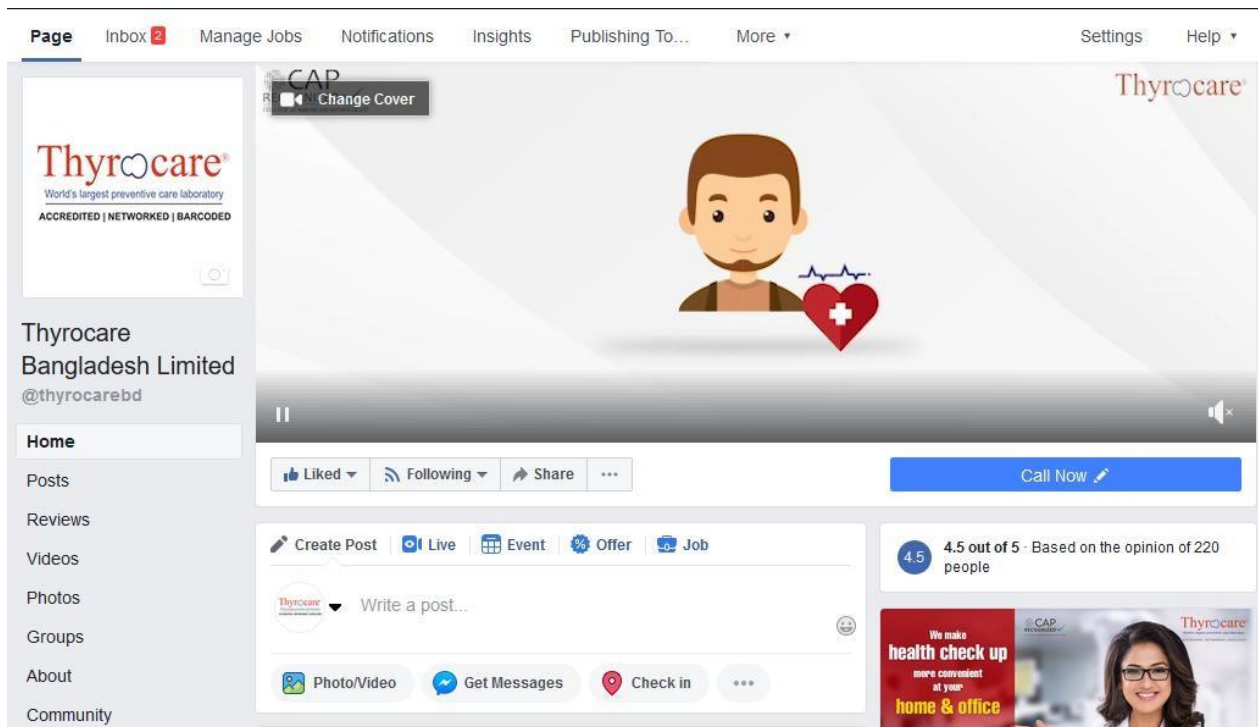 Page Inbox 2 Manage Jobs Notifications Insights Publishing To... More Settings Help
CAP
Change Cover
Thyrocare
Thyrocare®
World's largest preventive care laboratory
ACCREDITED | NETWORKED | BARCODED
Thyrocare
Bangladesh Limited
@thyrocarebd
Home
Posts
Reviews
Videos
Photos
Groups
About
Community
Liked Following Share ...
Call Now
Create Post Live Event Offer Job
Thyrocare
Write a post...
Photo/Video Get Messages Check in ...
4.5
4.5 out of 5 · Based on the opinion of 220
people
We make
health check up
more convenient
at your
home & office
CAP
RECOGNIZED
Thyrocare